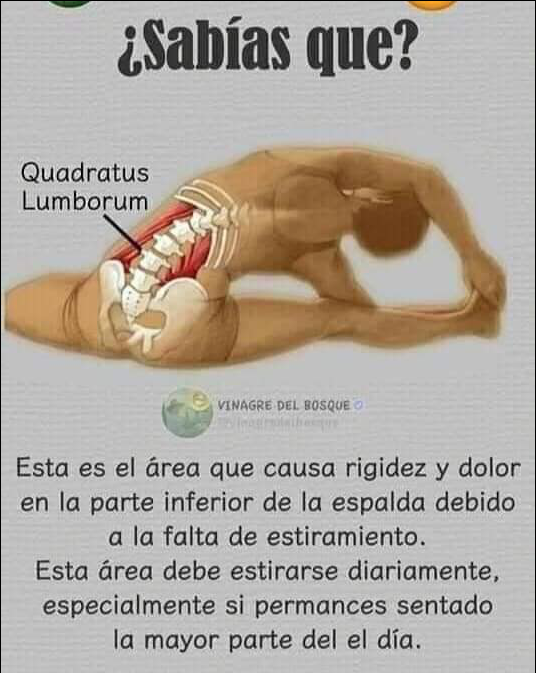 ¿Sabías que?
Quadratus
Lumborum
VINAGRE DEL BOSQUE
Esta es el área que causa rigidez y dolor
en la parte inferior de la espalda debido
a la falta de estiramiento.
Esta área debe estirarse diariamente,
especialmente si permances sentado
la mayor parte del el día.